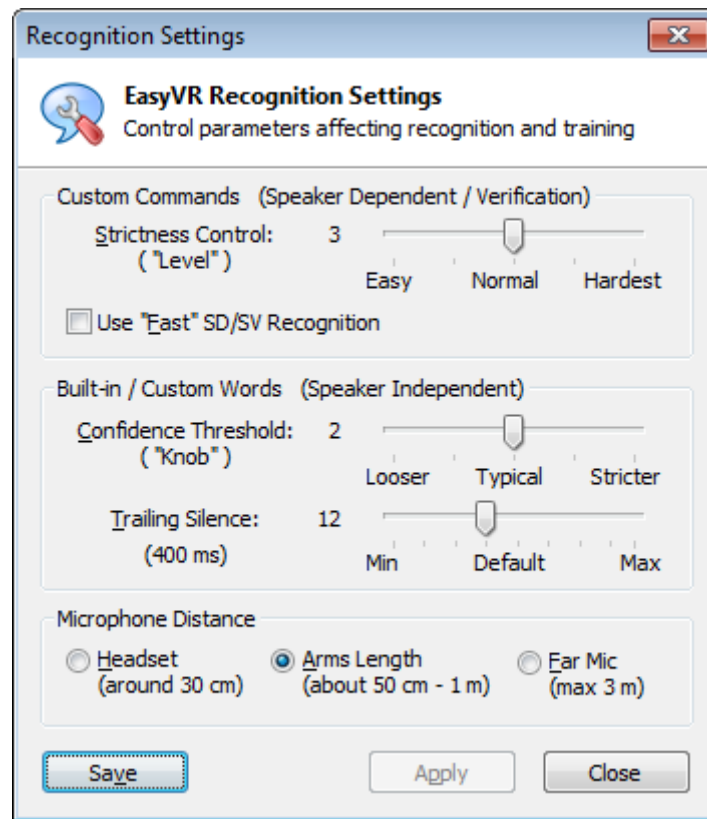 Recognition Settings
EasyVR Recognition Settings
Control parameters affecting recognition and training
Custom Commands (Speaker Dependent / Verification)
Strictness Control: 3
( "Level" )
Easy Normal Hardest
Use "Fast" SD/SV Recognition
Built-in / Custom Words (Speaker Independent)
Confidence Threshold: 2
( "Knob" )
Looser Typical Stricter
Trailing Silence: 12
(400 ms)
Min Default Max
Microphone Distance
Headset Arms Length Far Mic
(around 30 cm) (about 50 cm - 1 m) (max 3 m)
Save Apply Close